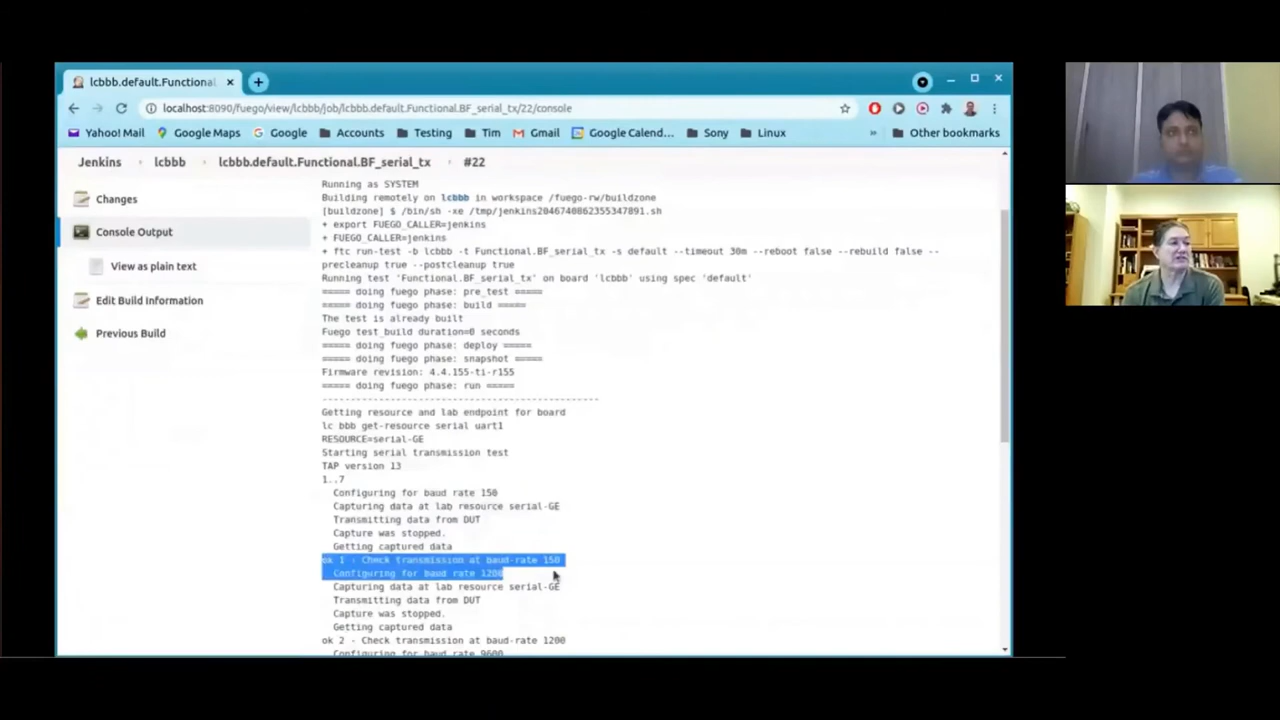 lcbbb.default.Functional.
localhost:8090/fuego/view/lcbbb/job/lcbbb.default.Functional.BF_serial_tx/22/console
Yahoo! Mail Google Maps Google Accounts Testing Tim Gmail Google Calend... Sony Linux » Other bookmarks
Jenkins lcbbb lcbbb.default.Functional.BF_serial_tx #22
Changes
Console Output
View as plain text
Edit Build Information
Previous Build
Running as SYSTEM
Building remotely on lcbbb in workspace /fuego-rw/buildzone
[buildzone] $ /bin/sh -xe /tmp/jenkins2046740862355347891.sh
+ export FUEGO_CALLER=jenkins
+ FUEGO_CALLER=jenkins
+ ftc run-test -b lcbbb -t Functional.BF_serial_tx -s default --timeout 30m --reboot false --rebuild false --
precleanup true --postcleanup true
Running test 'Functional.BF_serial_tx' on board 'lcbbb' using spec 'default'
===== doing fuego phase: pre_test =====
===== doing fuego phase: build =====
The test is already built
Fuego test_build duration=0 seconds
===== doing fuego phase: deploy =====
===== doing fuego phase: snapshot =====
Firmware revision: 4.4.155-ti-r155
===== doing fuego phase: run =====
-------------------------------------------------
Getting resource and lab endpoint for board
lc bbb get-resource serial uart1
RESOURCE=serial-GE
Starting serial transmission test
TAP version 13
1..7
Configuring for baud rate 150
Capturing data at lab resource serial-GE
Transmitting data from DUT
Capture was stopped.
Getting captured data
ok 1 - Check transmission at baud-rate 150
Configuring for baud rate 1200
Capturing data at lab resource serial-GE
Transmitting data from DUT
Capture was stopped.
Getting captured data
ok 2 - Check transmission at baud-rate 1200
Configuring for baud rate 9600